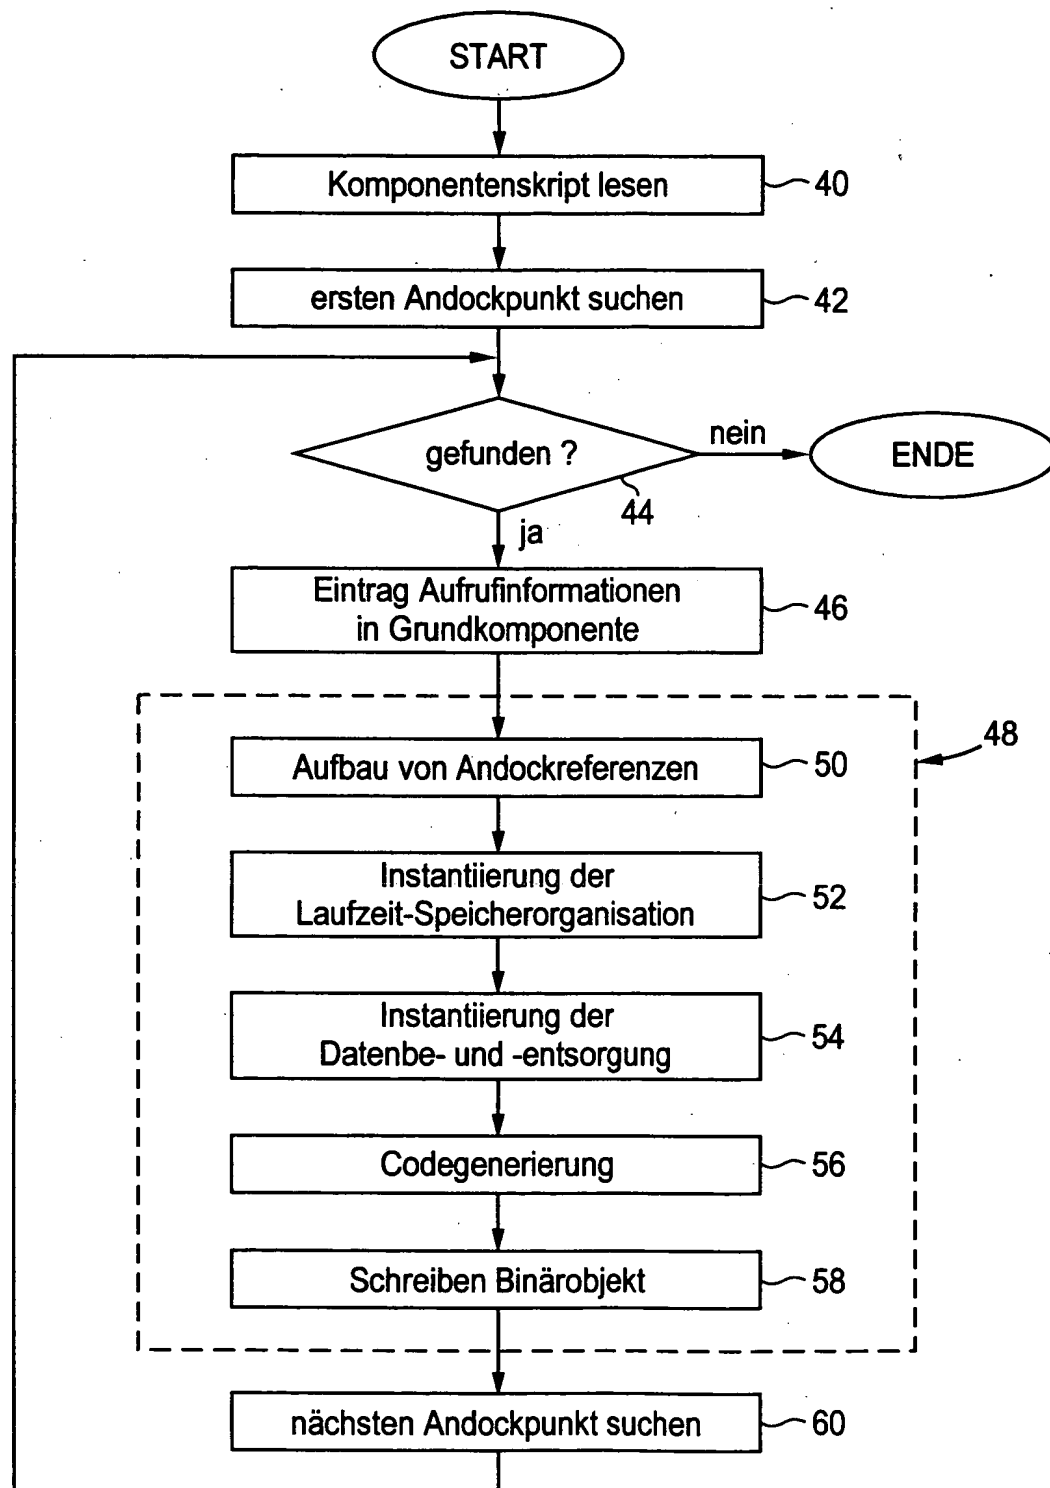 START
Komponentenskript lesen
40
ersten Andockpunkt suchen
42
gefunden ?
nein
ENDE
44
ja
Eintrag Aufrufinformationen
in Grundkomponente
46
48
Aufbau von Andockreferenzen
50
Instantiierung der
Laufzeit-Speicherorganisation
52
Instantiierung der
Datenbe- und -entsorgung
54
Codegenerierung
56
Schreiben Binärobjekt
58
nächsten Andockpunkt suchen
60